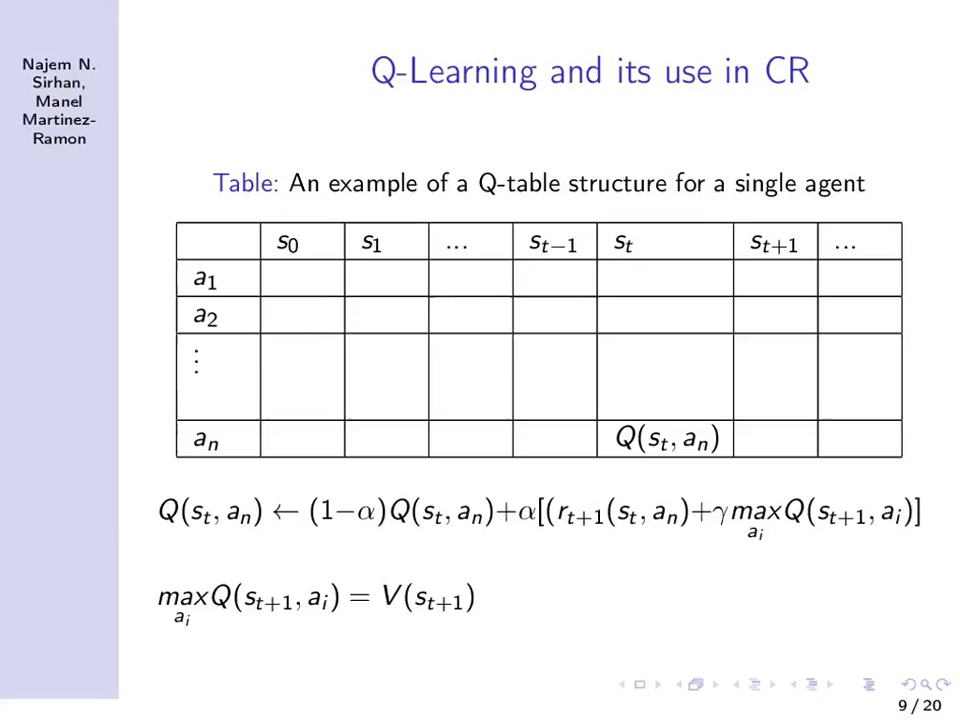 Najem N.
Sirhan,
Manel
Martinez-
Ramon
Q-Learning and its use in CR
Table: An example of a Q-table structure for a single agent
s₀ s₁ ... sₜ₋₁ sₜ sₜ₊₁ ...
a₁
a₂
⋮
aₙ Q(sₜ, aₙ)
Q(sₜ, aₙ) ← (1−α)Q(sₜ, aₙ)+α[(rₜ₊₁(sₜ, aₙ)+γmaxQ(sₜ₊₁, aᵢ)]
aᵢ
maxQ(sₜ₊₁, aᵢ) = V(sₜ₊₁)
aᵢ
9 / 20